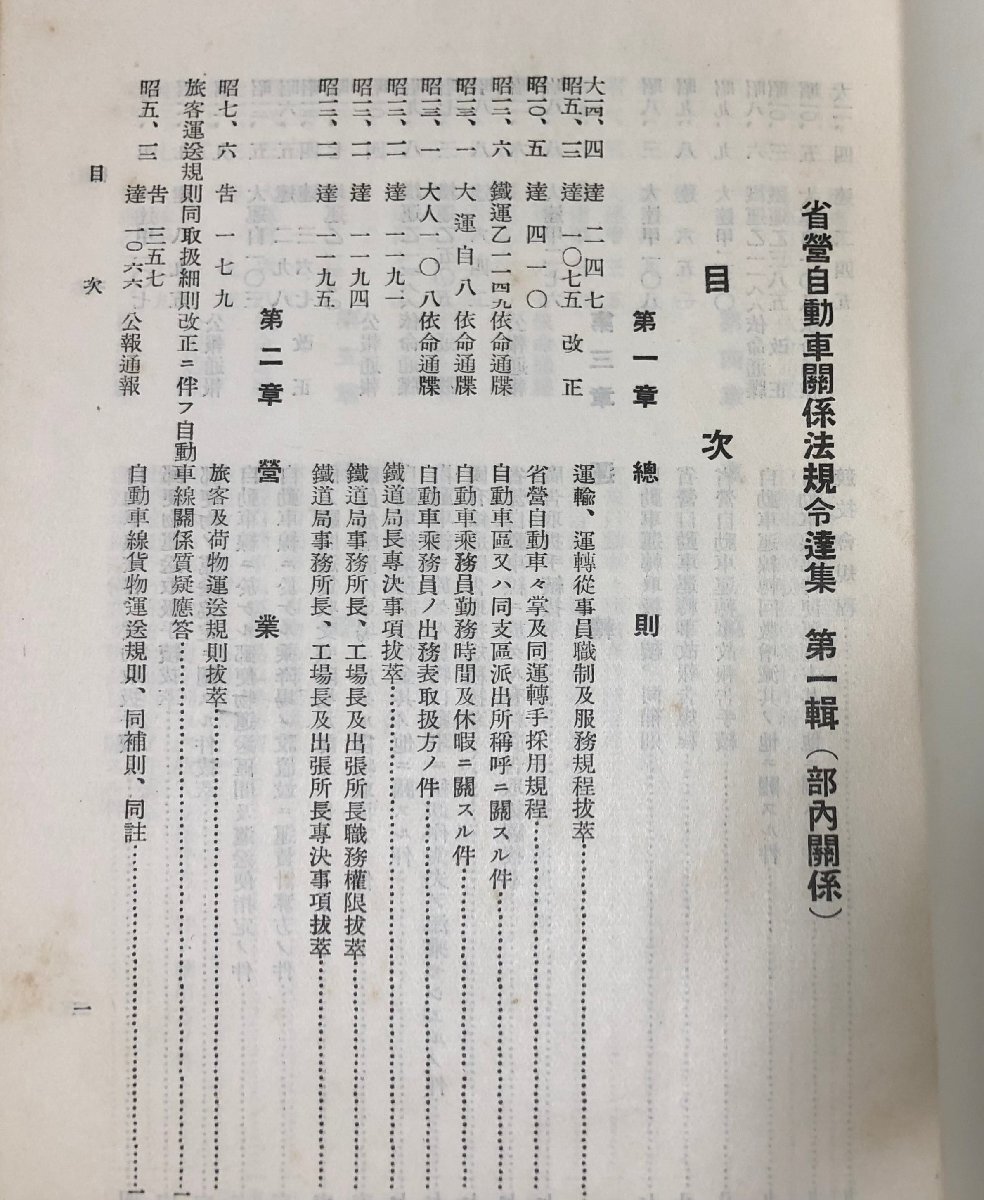 省營自動車關係法規令達集　第一輯（部內關係）
目次
第一章　總則
大一四、四　達　二四七
昭五、三　達　一〇七五　改正　運輸、運轉從事員職制及服務規程拔萃
昭一〇、五　達　四一〇　省營自動車々掌及同運轉手採用規程
昭一二、六　鐵運乙一一四九依命通牒　自動車區又ハ同支區派出所稱呼ニ關スル件
昭一三、一　大運自八　依命通牒　自動車乘務員勤務時間及休暇ニ關スル件
昭一三、一　大人一〇八依命通牒　自動車乘務員ノ出務表取扱方ノ件
昭一三、二　達　一一九一　鐵道局長專決事項拔萃
昭一三、二　達　一一九四　鐵道局事務所長、工場長及出張所長職務權限拔萃
昭一三、二　達　一一九五　鐵道局事務所長、工場長及出張所長專決事項拔萃
第二章　營業
昭七、六　告　一七九　旅客及荷物運送規則拔萃
旅客運送規則同取扱細則改正ニ伴フ自動車線關係質疑應答
昭五、三　告　三五七
達　一〇六六　公報通報　自動車線貨物運送規則、同補則、同註
目次
一